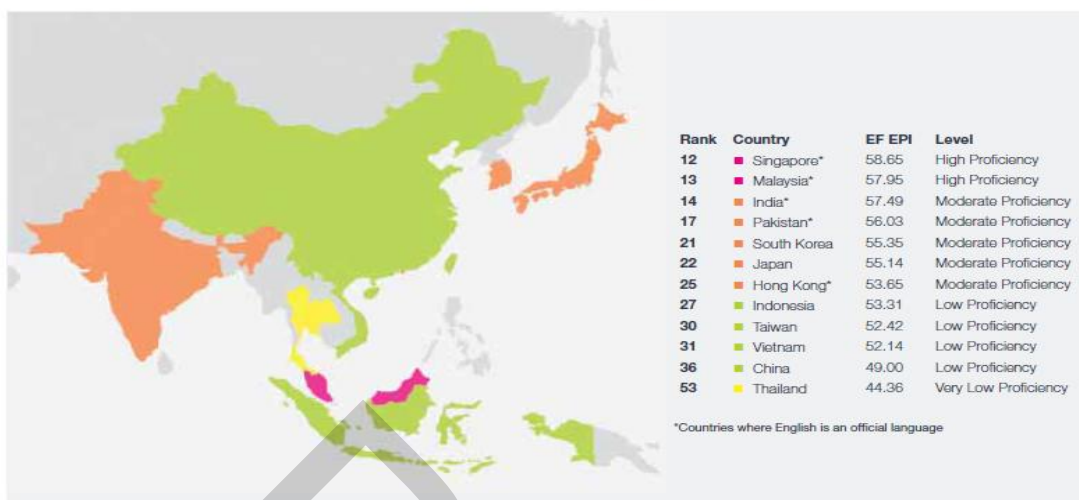 Rank Country EF EPI Level
12 Singapore* 58.65 High Proficiency
13 Malaysia* 57.95 High Proficiency
14 India* 57.49 Moderate Proficiency
17 Pakistan* 56.03 Moderate Proficiency
21 South Korea 55.35 Moderate Proficiency
22 Japan 55.14 Moderate Proficiency
25 Hong Kong* 53.65 Moderate Proficiency
27 Indonesia 53.31 Low Proficiency
30 Taiwan 52.42 Low Proficiency
31 Vietnam 52.14 Low Proficiency
36 China 49.00 Low Proficiency
53 Thailand 44.36 Very Low Proficiency
*Countries where English is an official language